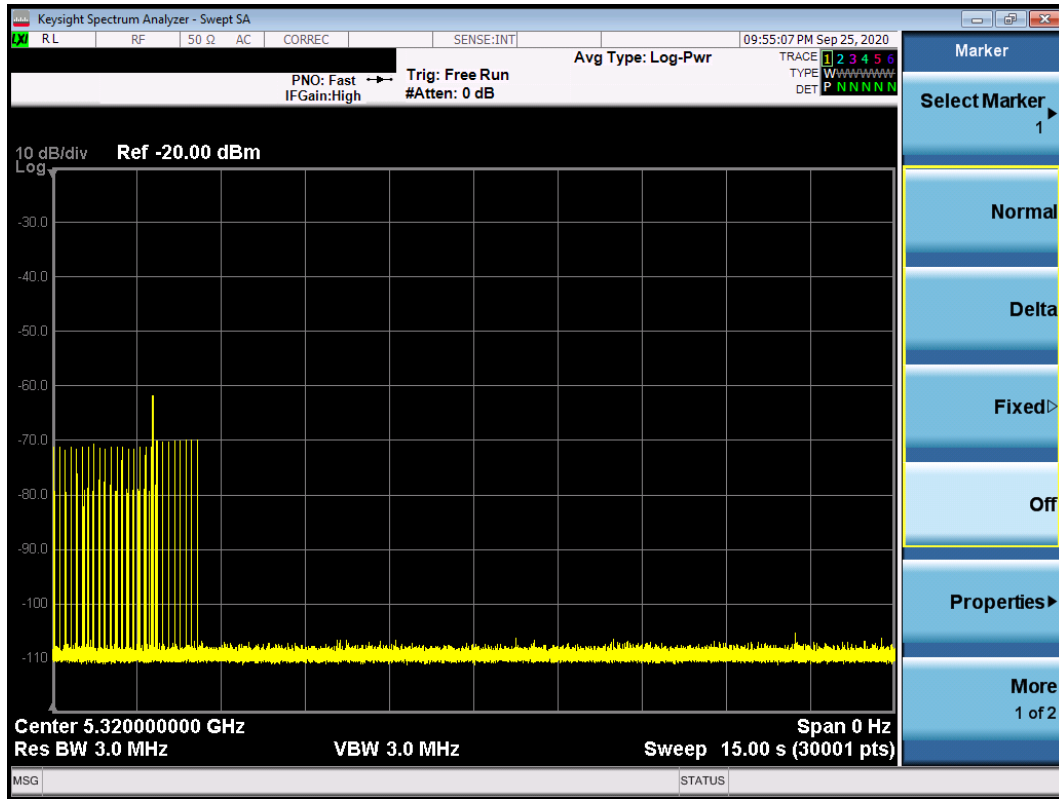 Keysight Spectrum Analyzer - Swept SA
LXI RL RF 50 Ω AC CORREC SENSE:INT 09:55:07 PM Sep 25, 2020
Avg Type: Log-Pwr
TRACE 1 2 3 4 5 6
TYPE WWWWWW
DET P N N N N N
PNO: Fast
IFGain:High
Trig: Free Run
#Atten: 0 dB
10 dB/div Ref -20.00 dBm
Log
-30.0
-40.0
-50.0
-60.0
-70.0
-80.0
-90.0
-100
-110
Center 5.320000000 GHz Span 0 Hz
Res BW 3.0 MHz VBW 3.0 MHz Sweep 15.00 s (30001 pts)
MSG STATUS
Marker
Select Marker
1
Normal
Delta
Fixed
Off
Properties
More
1 of 2